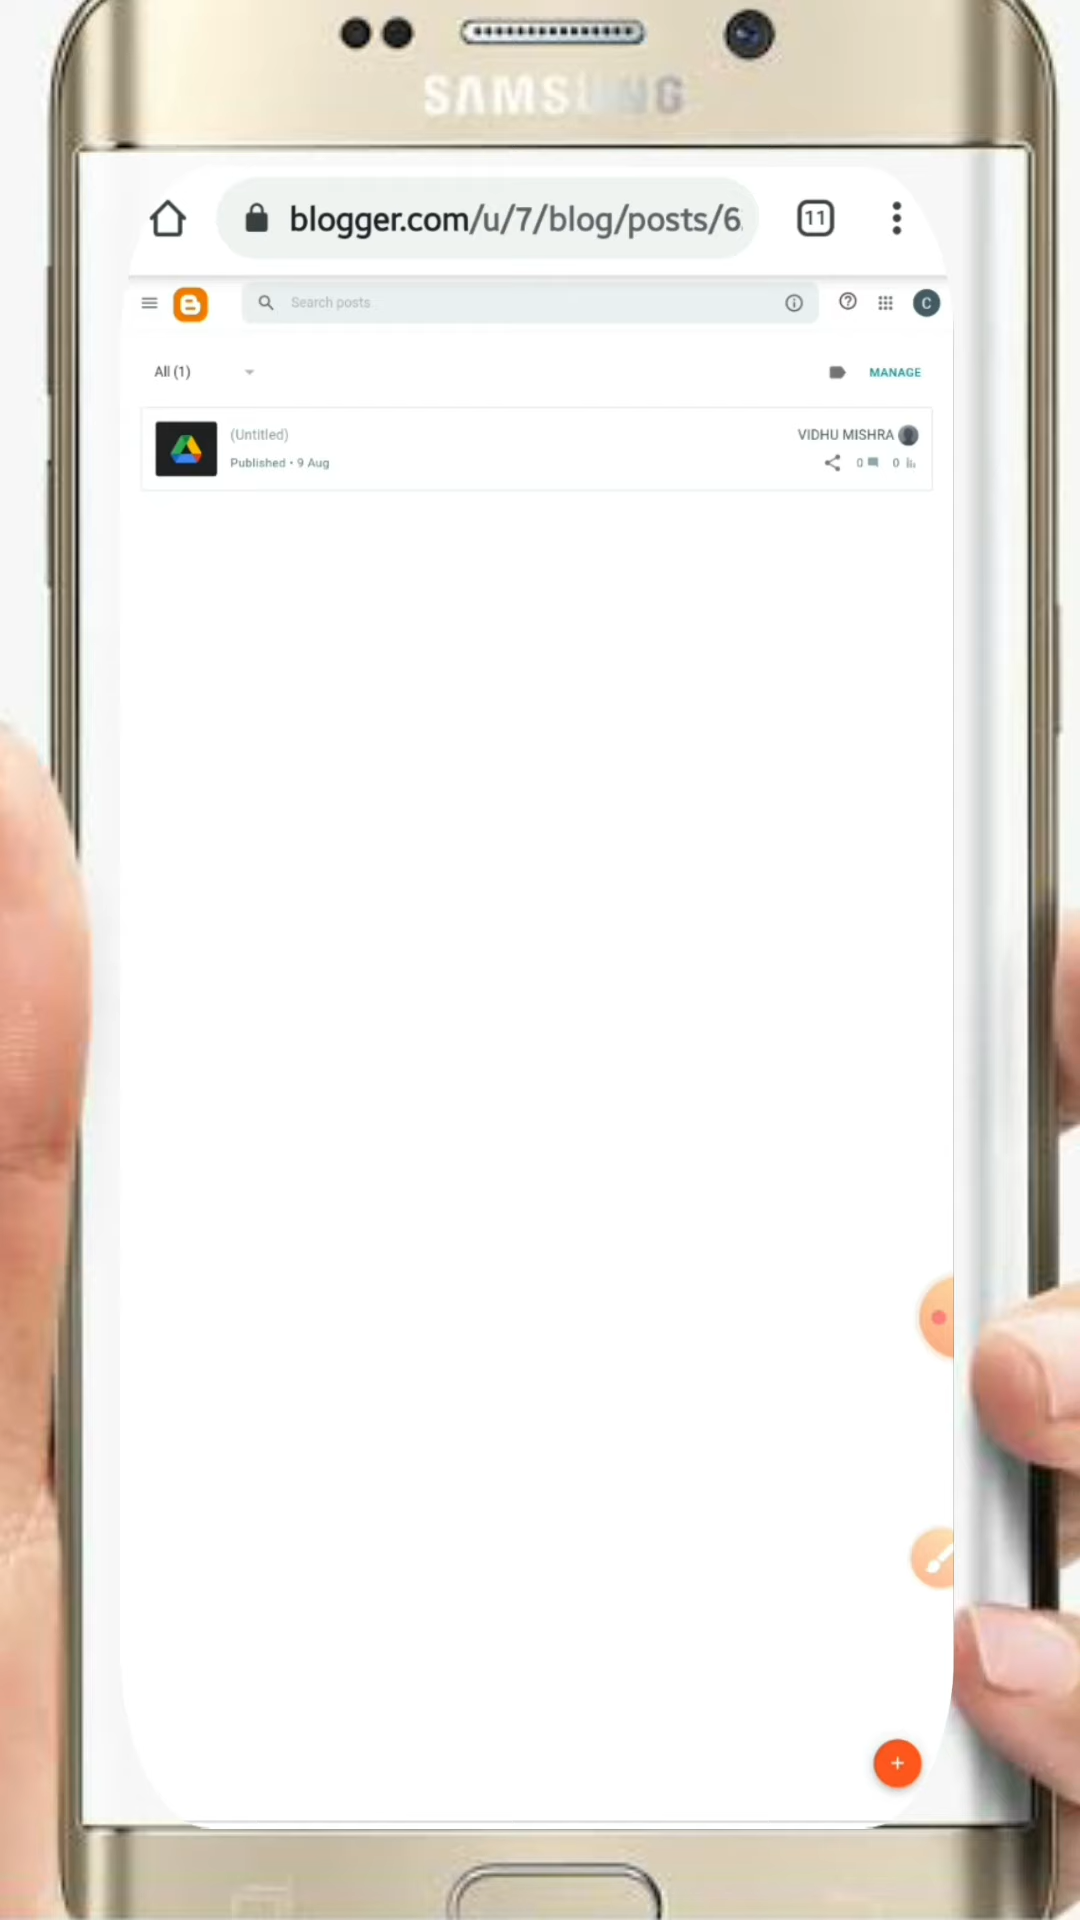 SAMSUNG
blogger.com/u/7/blog/posts/6
11
Search posts
C
All (1)
MANAGE
(Untitled)
VIDHU MISHRA
Published • 9 Aug
0
0